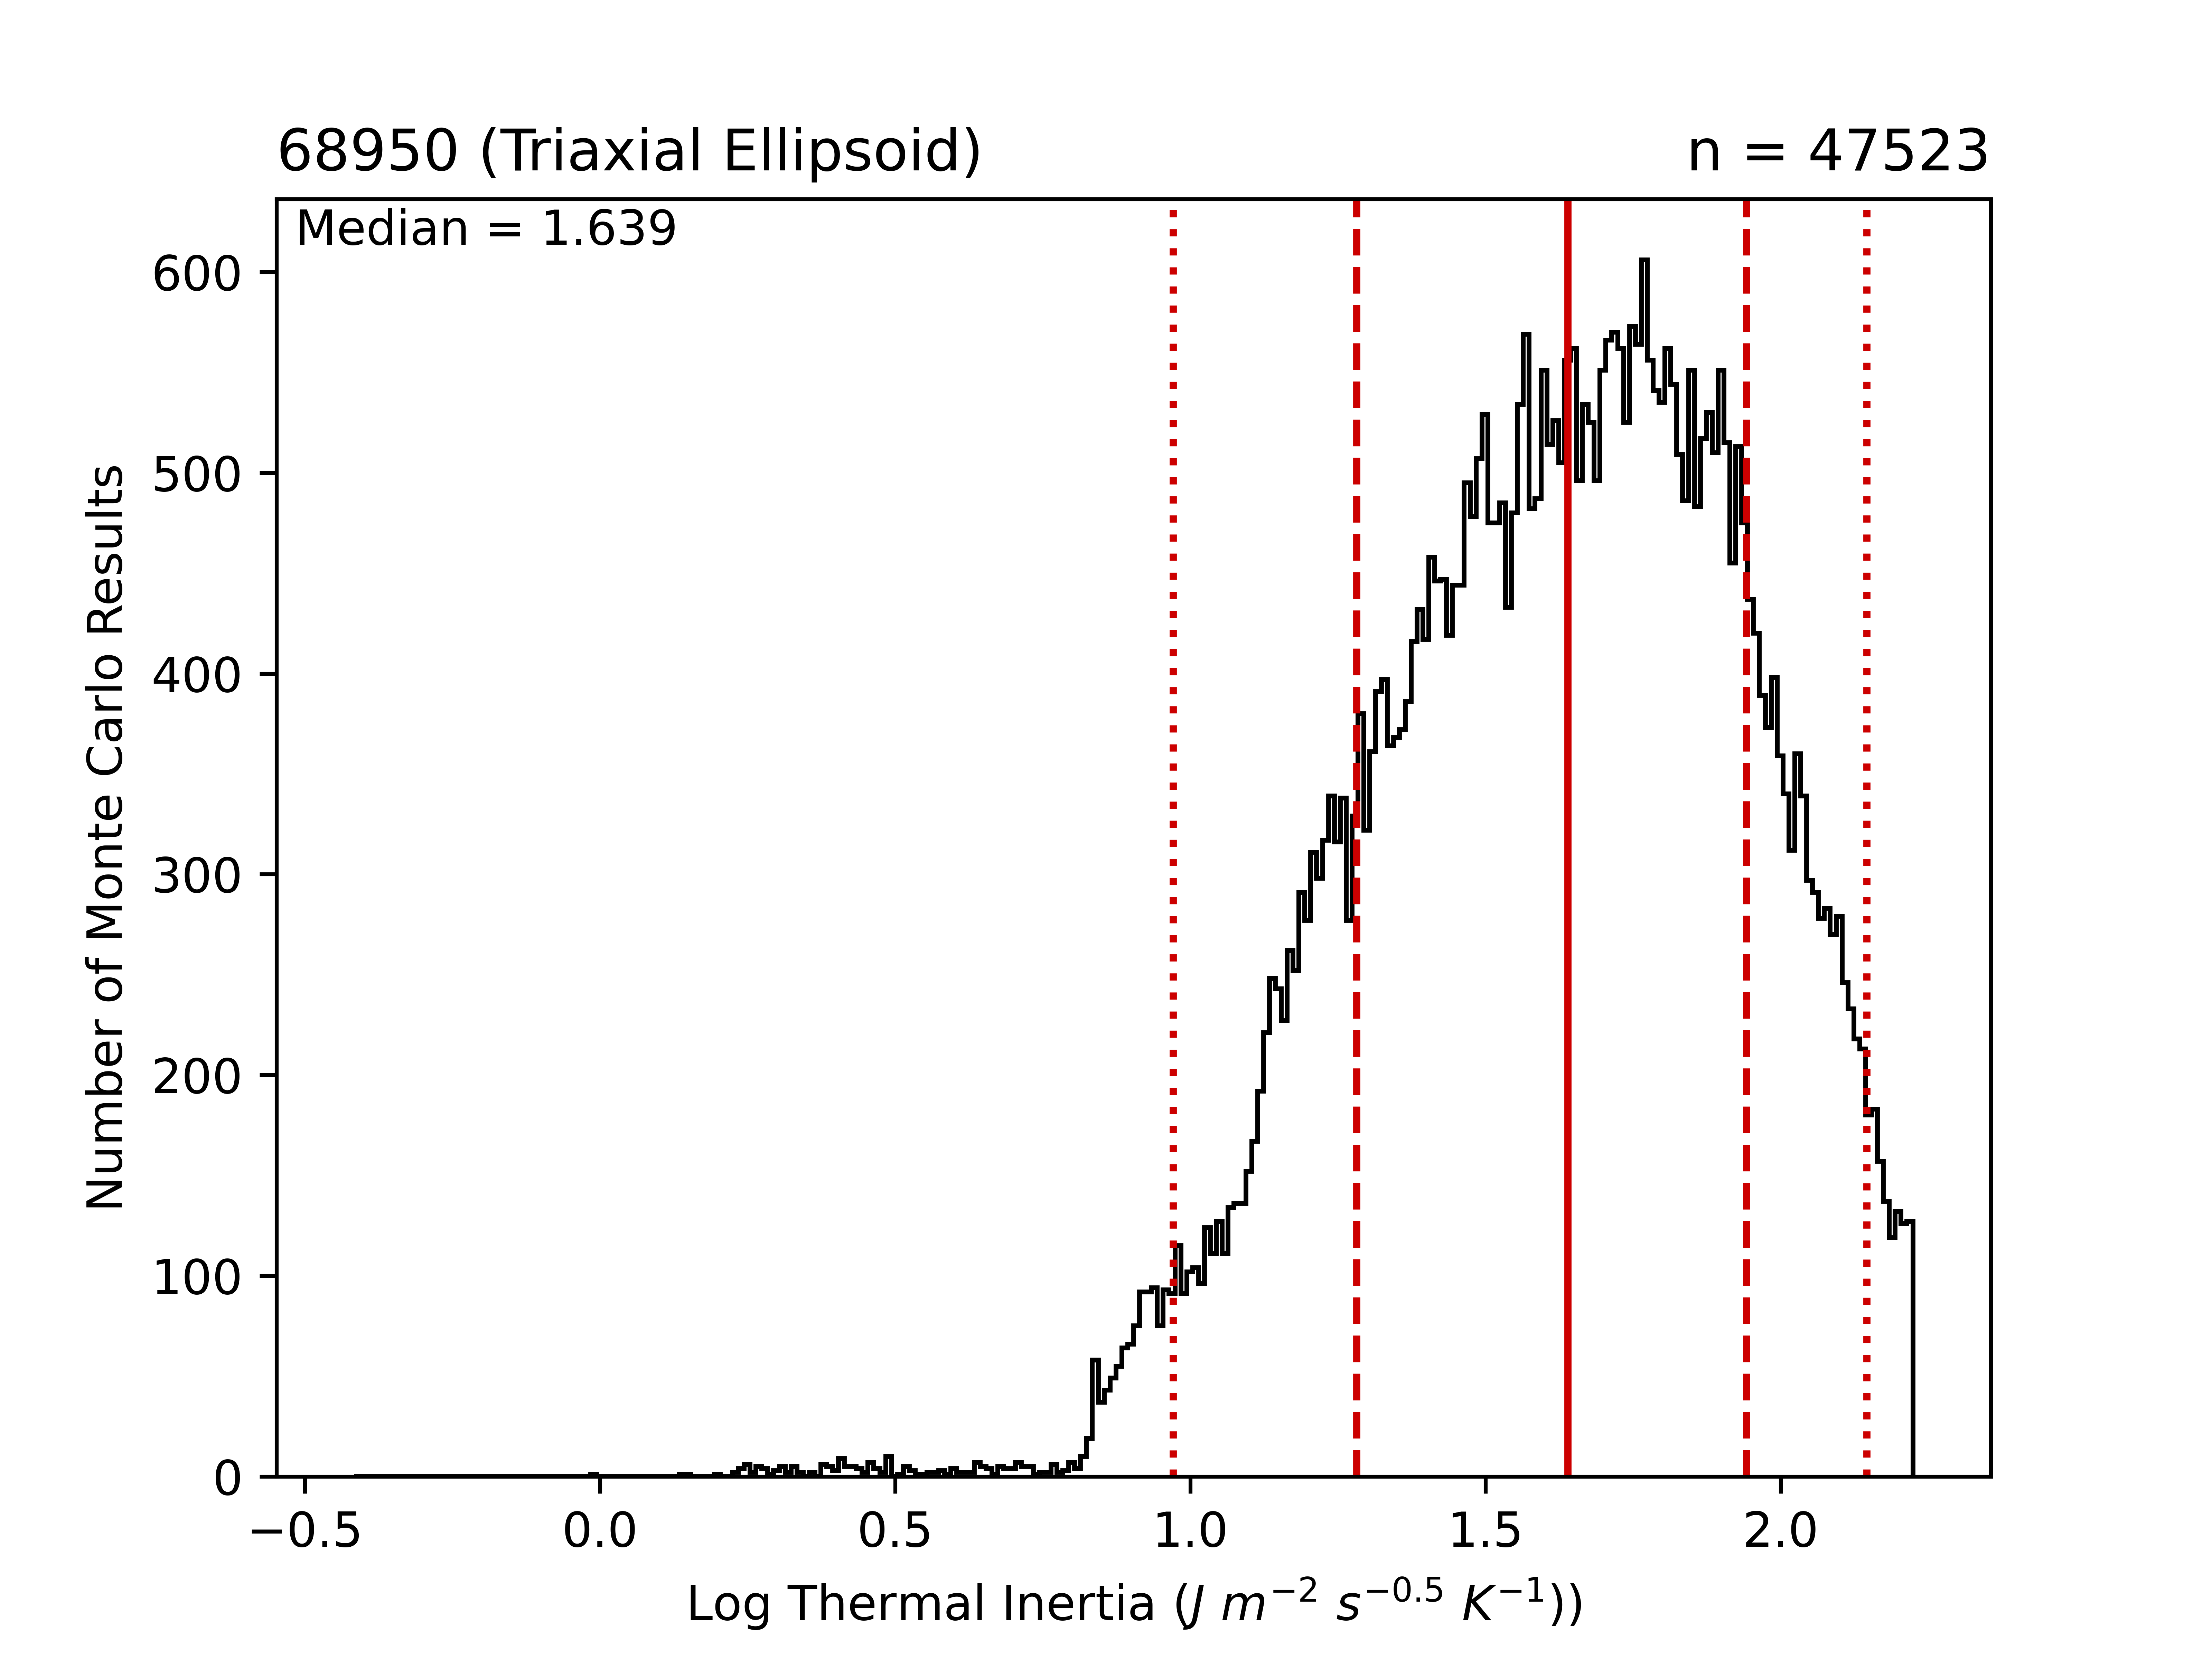 68950 (Triaxial Ellipsoid)
n = 47523
Median = 1.639
600
500
400
300
200
100
0
Number of Monte Carlo Results
−0.5 0.0 0.5 1.0 1.5 2.0
Log Thermal Inertia (J m⁻² s⁻⁰·⁵ K⁻¹))